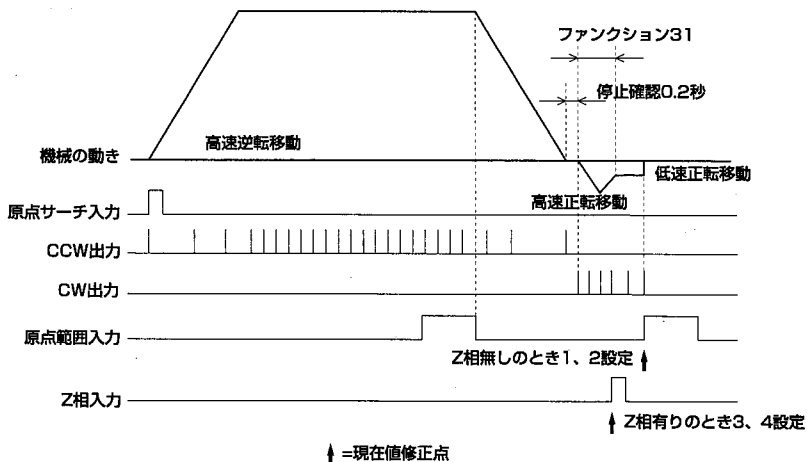 ファンクション31
停止確認0.2秒
高速逆転移動
機械の動き
低速正転移動
高速正転移動
原点サーチ入力
CCW出力
CW出力
原点範囲入力
Z相無しのとき1、2設定
Z相入力
Z相有りのとき3、4設定
=現在値修正点